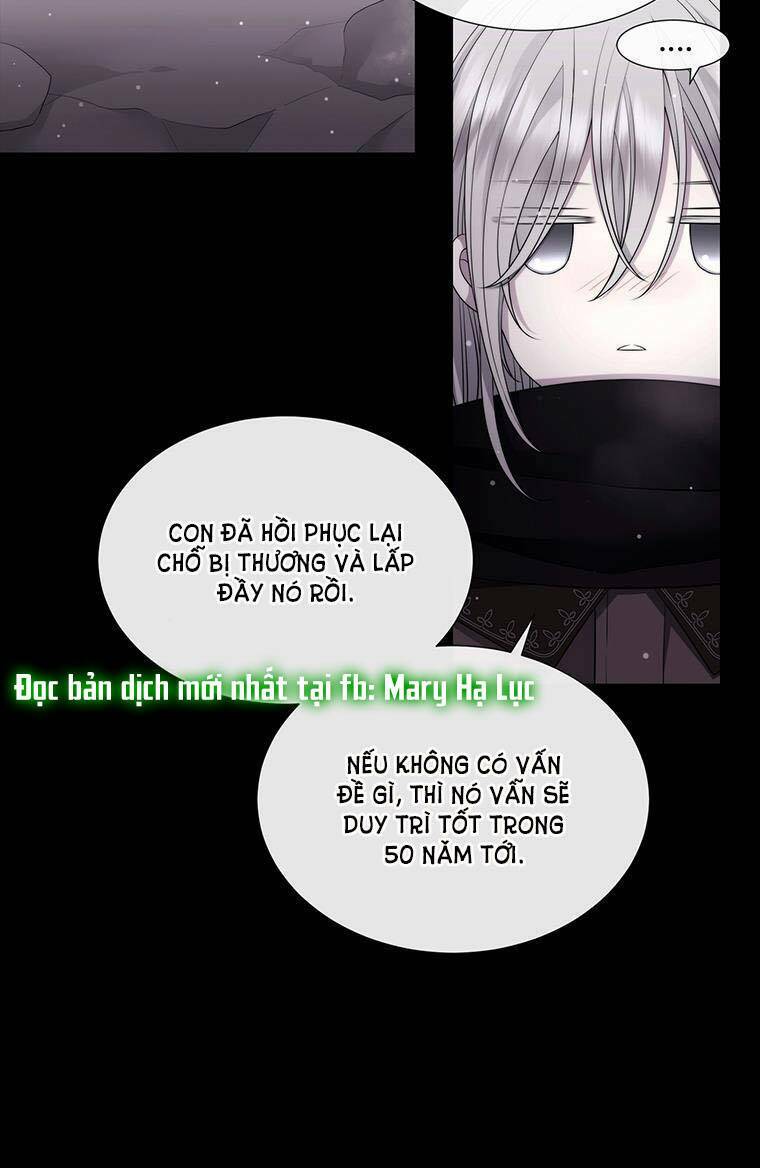 ....
CON ĐÃ HỒI PHỤC LẠI
CHỖ BỊ THƯƠNG VÀ LẤP
ĐẦY NÓ RỒI.
Đọc bản dịch mới nhất tại fb: Mary Hạ Lục
NẾU KHÔNG CÓ VẤN
ĐỀ GÌ, THÌ NÓ VẪN SẼ
DUY TRÌ TỐT TRONG
50 NĂM TỚI.